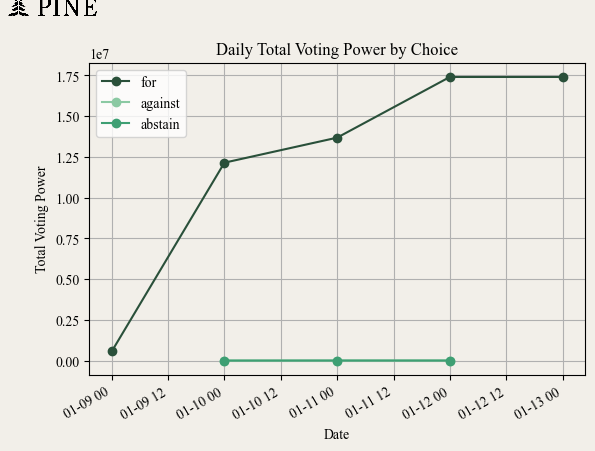 PINE
Daily Total Voting Power by Choice
1e7
for
against
abstain
1.75
1.50
1.25
1.00
0.75
0.50
0.25
0.00
Total Voting Power
01-09 00
01-09 12
01-10 00
01-10 12
01-11 00
01-11 12
01-12 00
01-12 12
01-13 00
Date